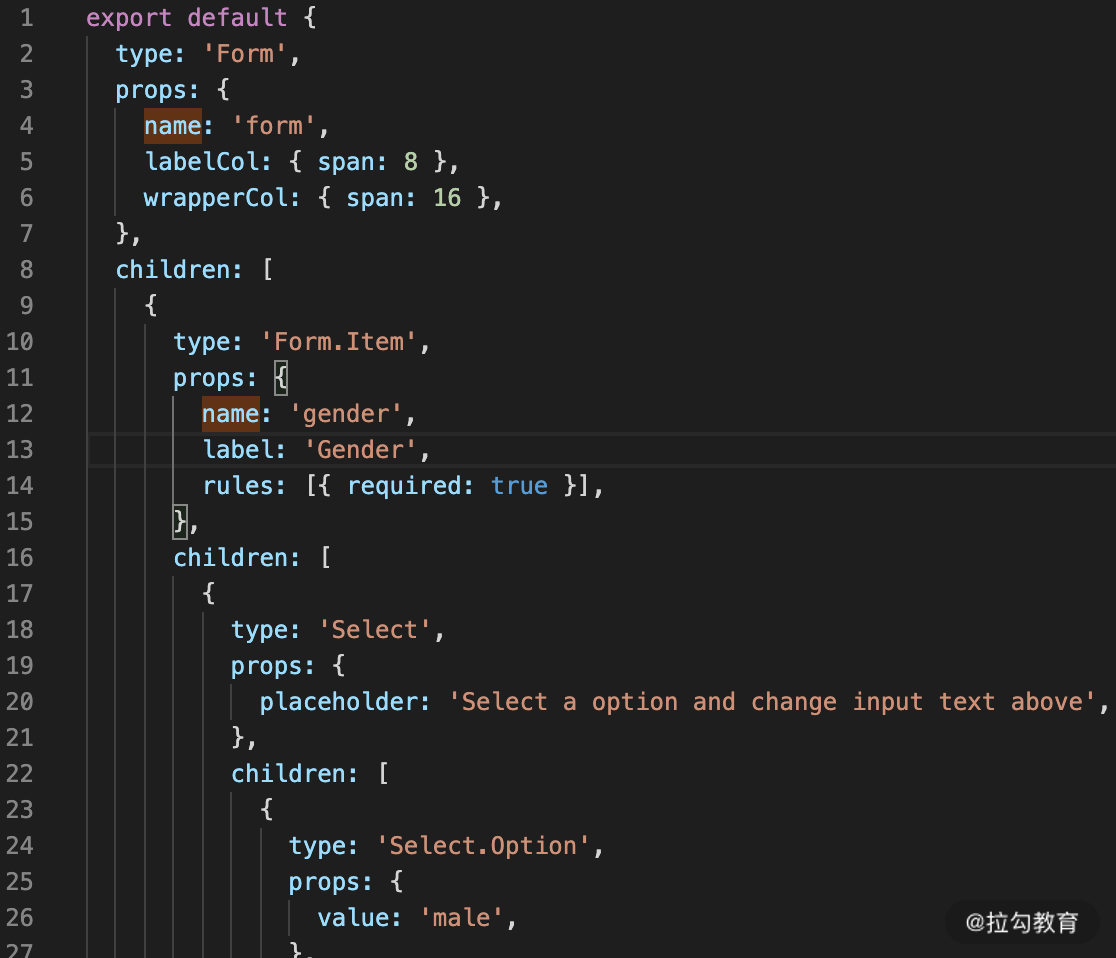 1 export default {
2 type: 'Form',
3 props: {
4 name: 'form',
5 labelCol: { span: 8 },
6 wrapperCol: { span: 16 },
7 },
8 children: [
9 {
10 type: 'Form.Item',
11 props: {
12 name: 'gender',
13 label: 'Gender',
14 rules: [{ required: true }],
15 },
16 children: [
17 {
18 type: 'Select',
19 props: {
20 placeholder: 'Select a option and change input text above',
21 },
22 children: [
23 {
24 type: 'Select.Option',
25 props: {
26 value: 'male',
27 },
@拉勾教育